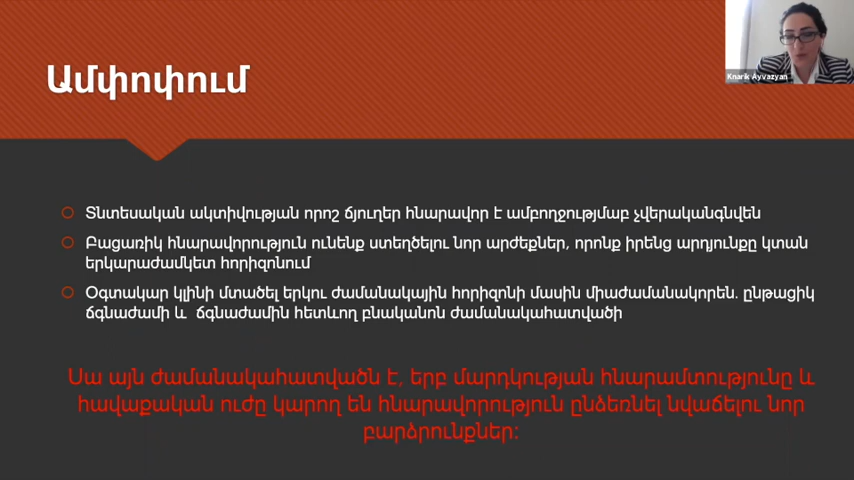 Ամփոփում
Knarik Ayvazyan
Տնտեսական ակտիվության որոշ ճյուղեր հնարավոր է ամբողջությմաբ չվերականգնվեն
Բացառիկ հնարավորություն ունենք ստեղծելու նոր արժեքներ, որոնք իրենց արդյունքը կտան
երկարաժամկետ հորիզոնում
Օգտակար կլինի մտածել երկու ժամանակային հորիզոնի մասին միաժամանակորեն. ընթացիկ
ճգնաժամի և ճգնաժամին հետևող բնականոն ժամանակահատվածի
Սա այն ժամանակահատվածն է, երբ մարդկության հնարամտությունը և
հավաքական ուժը կարող են հնարավորություն ընձեռնել նվաճելու նոր
բարձրունքներ: